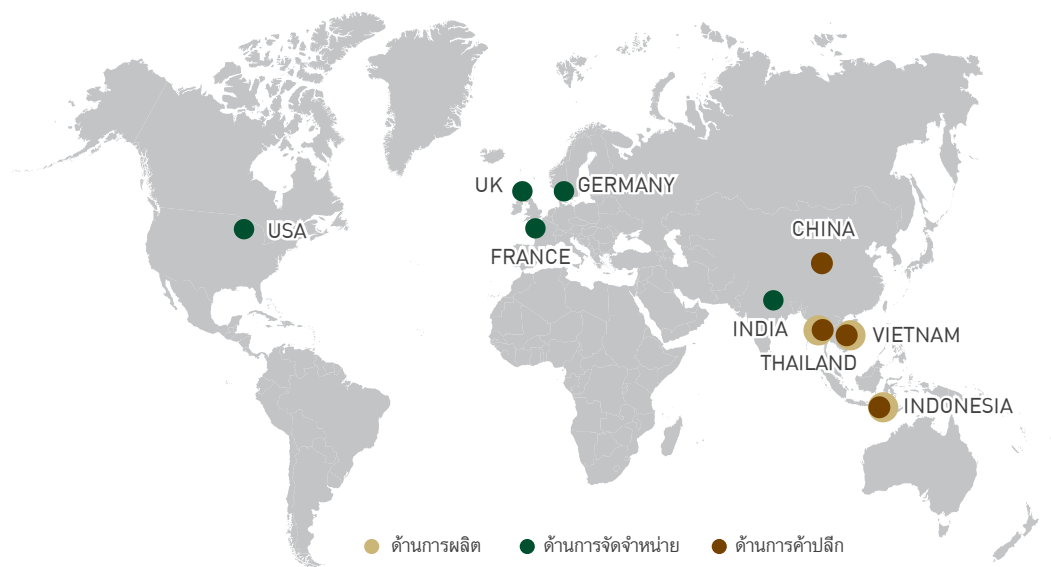 UK
GERMANY
USA
CHINA
FRANCE
INDIA
VIETNAM
THAILAND
INDONESIA
ด้านการผลิต
ด้านการจัดจำหน่าย
ด้านการค้าปลีก